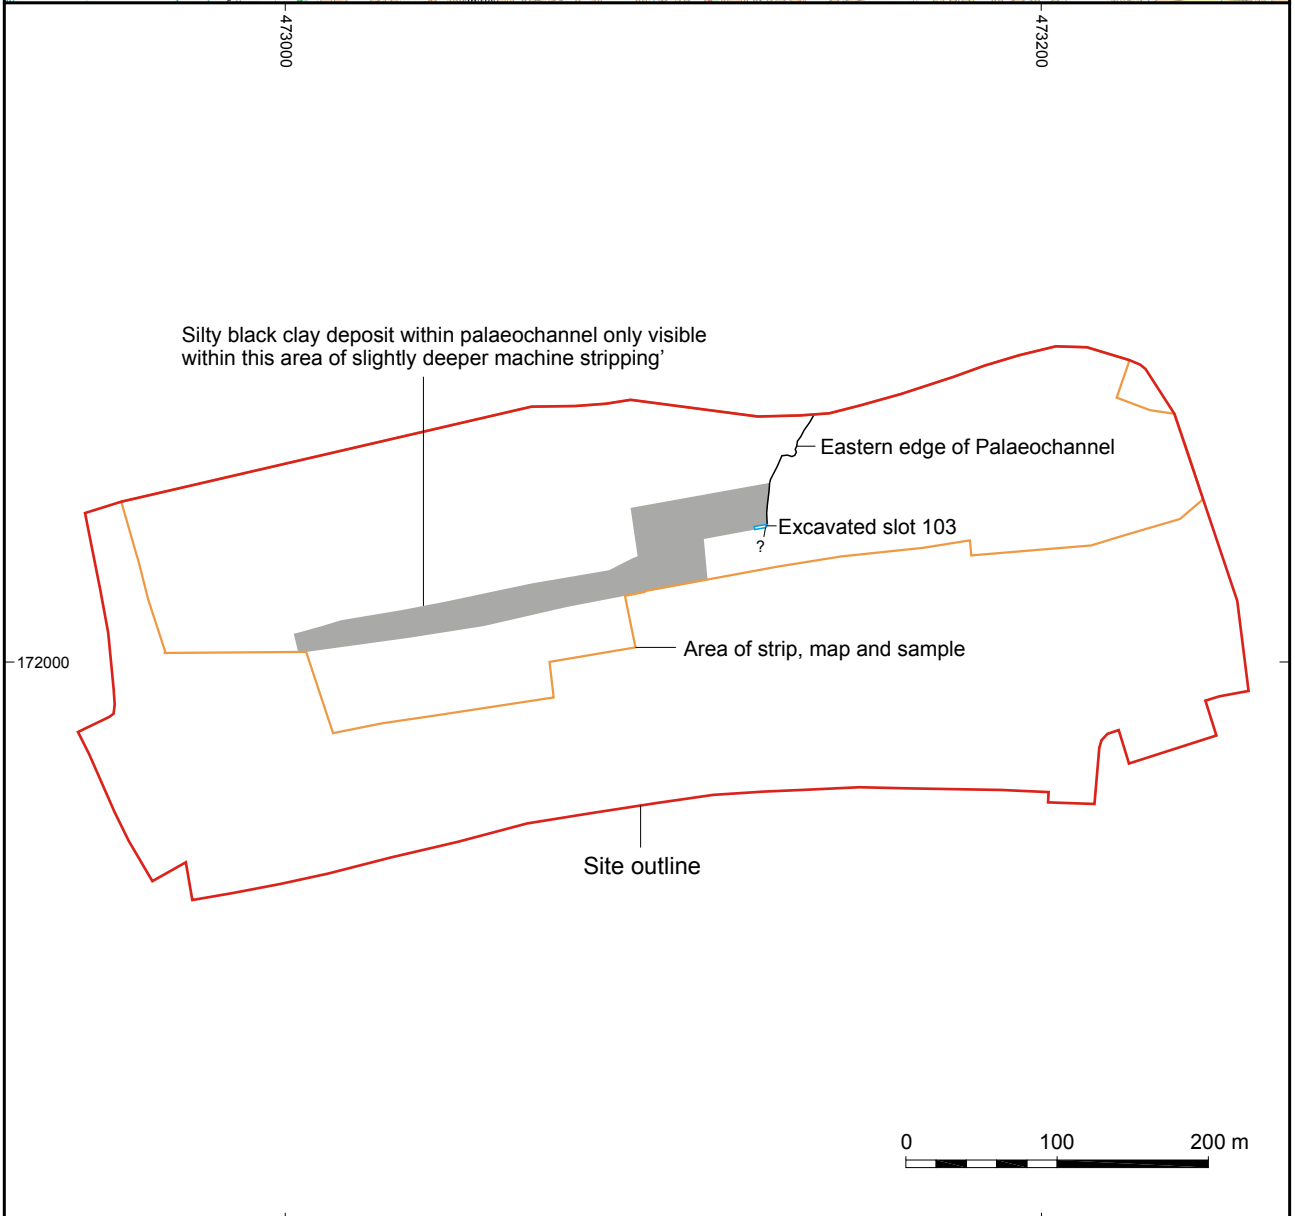 473000
473200
Silty black clay deposit within palaeochannel only visible
within this area of slightly deeper machine stripping’
Eastern edge of Palaeochannel
Excavated slot 103
?
Area of strip, map and sample
172000
Site outline
0 100 200 m